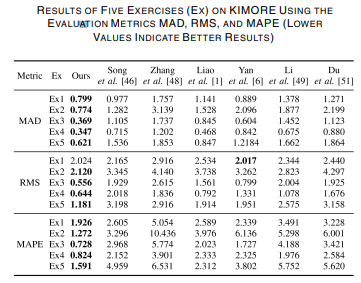 RESULTS OF FIVE EXERCISES (EX) ON KIMORE USING THE
EVALUATION METRICS MAD, RMS, AND MAPE (LOWER
VALUES INDICATE BETTER RESULTS)
Metric Ex Ours Song et al. [46] Zhang et al. [48] Liao et al. [1] Yan et al. [6] Li et al. [49] Du et al. [51]
MAD Ex1 0.799 0.977 1.757 1.141 0.889 1.378 1.271
Ex2 0.774 1.282 3.139 1.528 2.096 1.877 2.199
Ex3 0.369 1.105 1.737 0.845 0.604 1.452 1.123
Ex4 0.347 0.715 1.202 0.468 0.842 0.675 0.880
Ex5 0.621 1.536 1.853 0.847 1.2184 1.662 1.864
RMS Ex1 2.024 2.165 2.916 2.534 2.017 2.344 2.440
Ex2 2.120 3.345 4.140 3.738 3.262 2.823 4.297
Ex3 0.556 1.929 2.615 1.561 0.799 2.004 1.925
Ex4 0.644 2.018 1.836 0.792 1.331 1.078 1.676
Ex5 1.181 3.198 2.916 1.914 1.951 2.575 3.158
MAPE Ex1 1.926 2.605 5.054 2.589 2.339 3.491 3.228
Ex2 1.272 3.296 10.436 3.976 6.136 5.298 6.001
Ex3 0.728 2.968 5.774 2.023 1.727 4.188 3.421
Ex4 0.824 2.152 3.901 2.333 2.325 1.976 2.584
Ex5 1.591 4.959 6.531 2.312 3.802 5.752 5.620